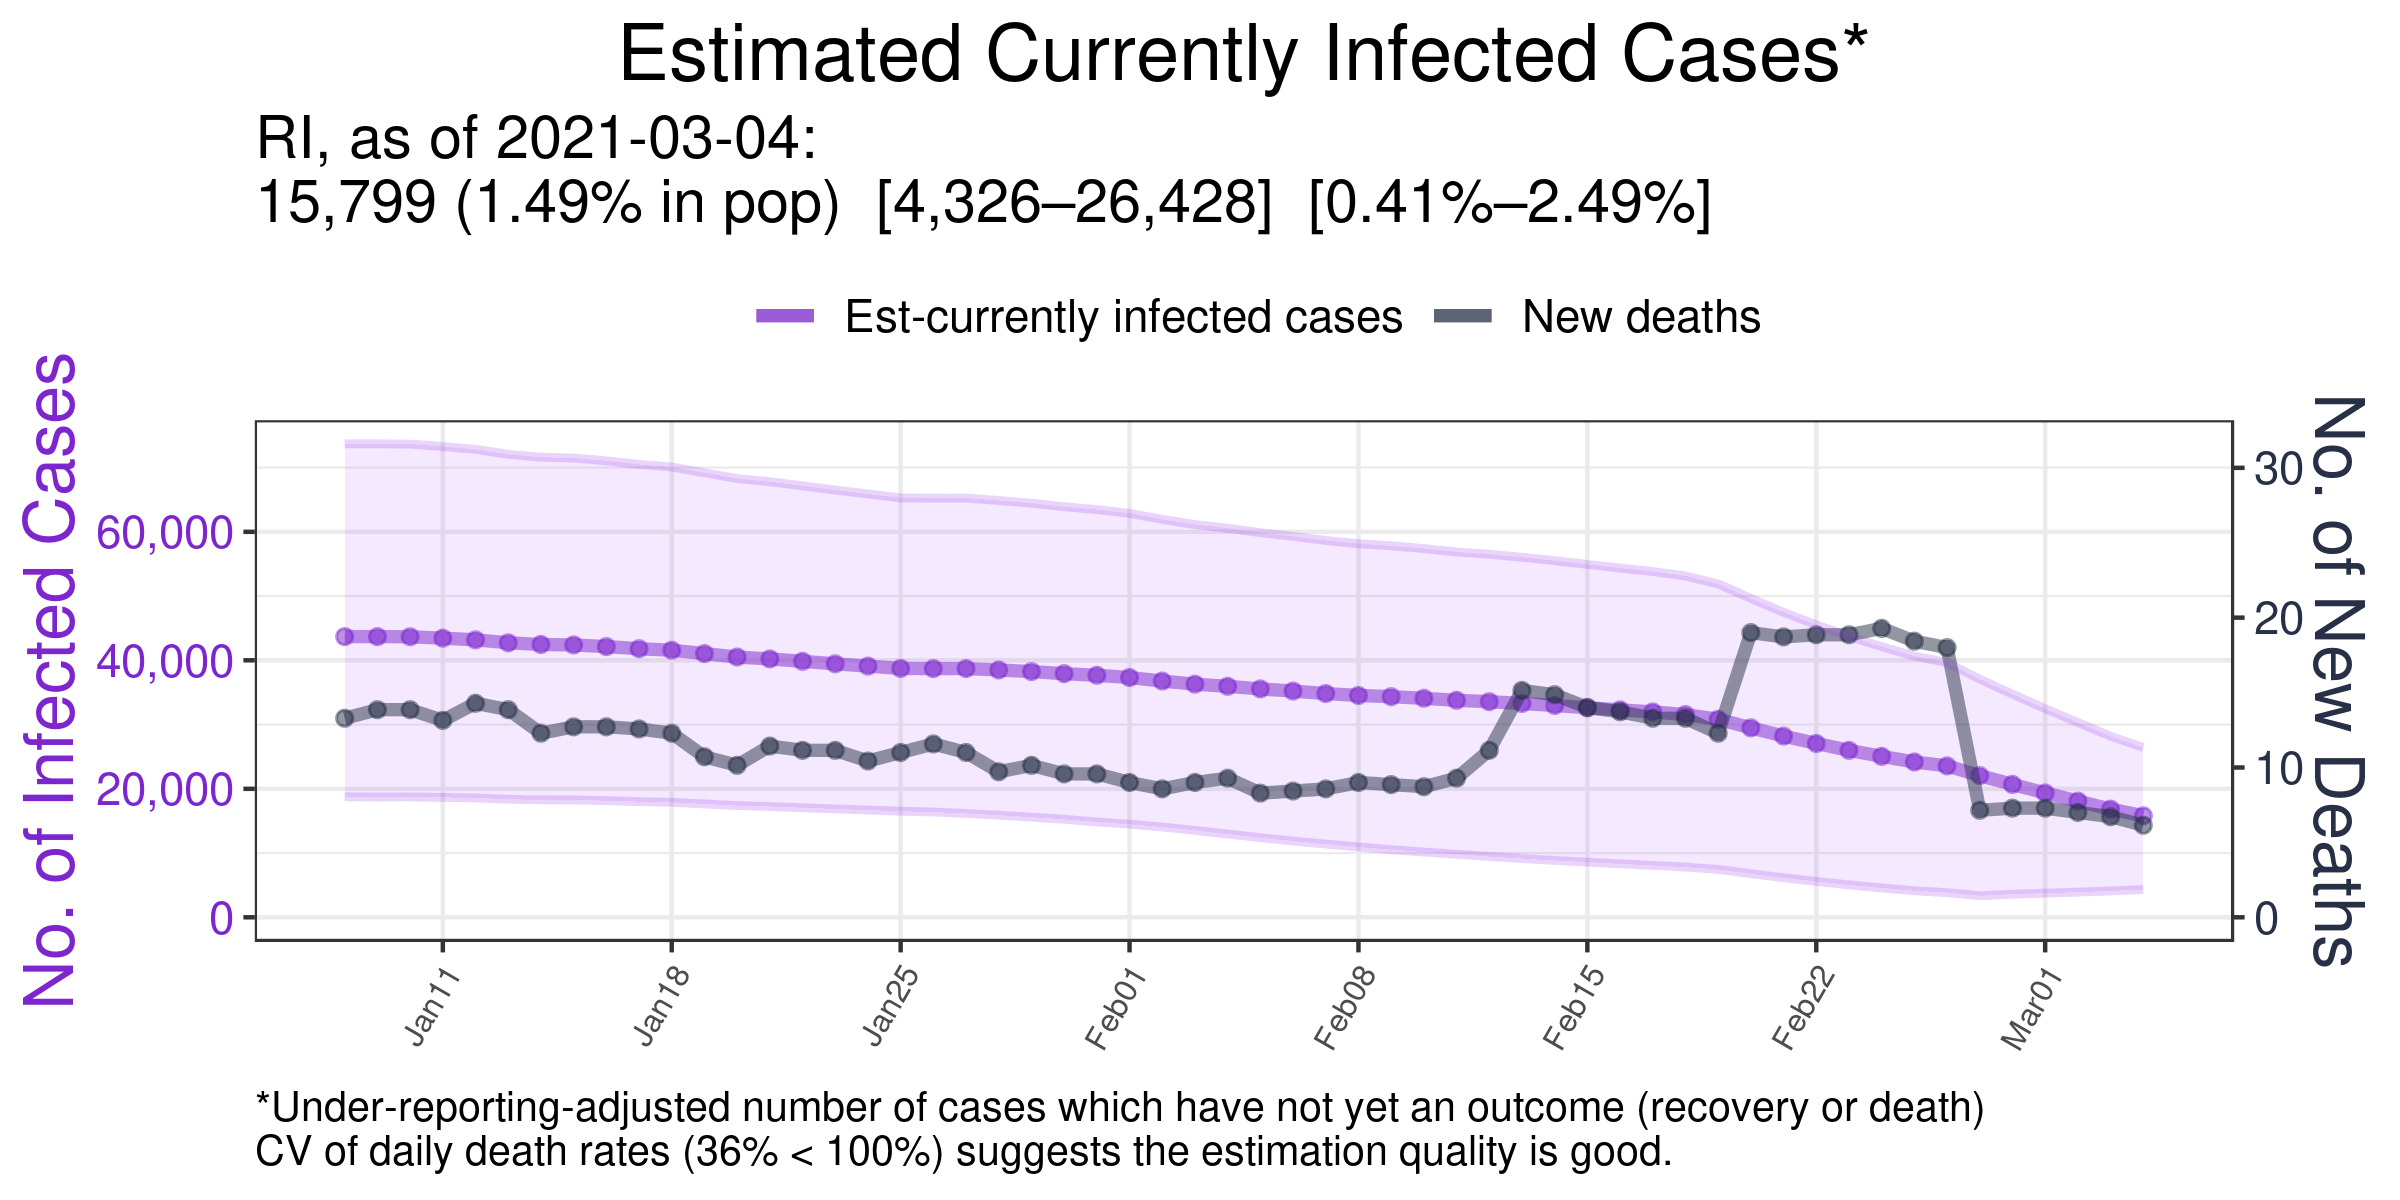 Estimated Currently Infected Cases*
RI, as of 2021-03-04:
15,799 (1.49% in pop)  [4,326–26,428]  [0.41%–2.49%]
Est-currently infected cases
New deaths
No. of Infected Cases
60,000
40,000
20,000
0
30
20
10
0
No. of New Deaths
Jan11
Jan18
Jan25
Feb01
Feb08
Feb15
Feb22
Mar01
*Under-reporting-adjusted number of cases which have not yet an outcome (recovery or death)
CV of daily death rates (36% < 100%) suggests the estimation quality is good.